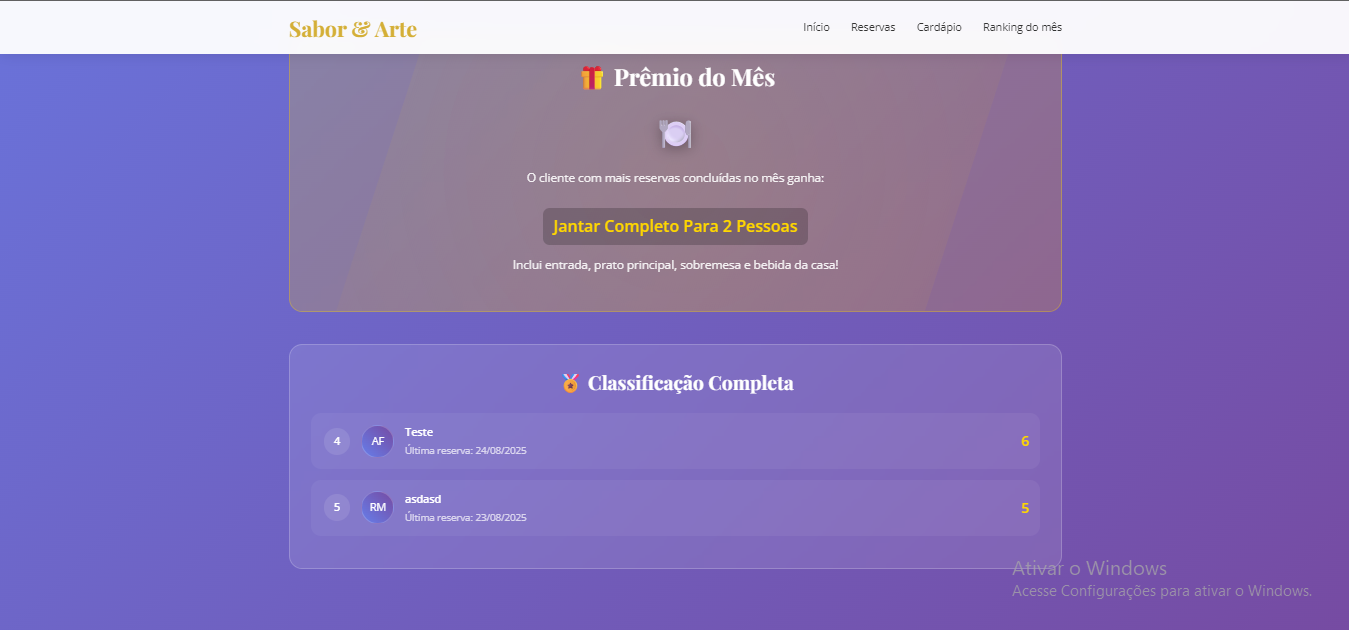 Sabor & Arte
Início Reservas Cardápio Ranking do mês
Prêmio do Mês
O cliente com mais reservas concluídas no mês ganha:
Jantar Completo Para 2 Pessoas
Inclui entrada, prato principal, sobremesa e bebida da casa!
Classificação Completa
4 AF Teste 6
Última reserva: 24/08/2025
5 RM asdasd 5
Última reserva: 23/08/2025
Ativar o Windows
Acesse Configurações para ativar o Windows.